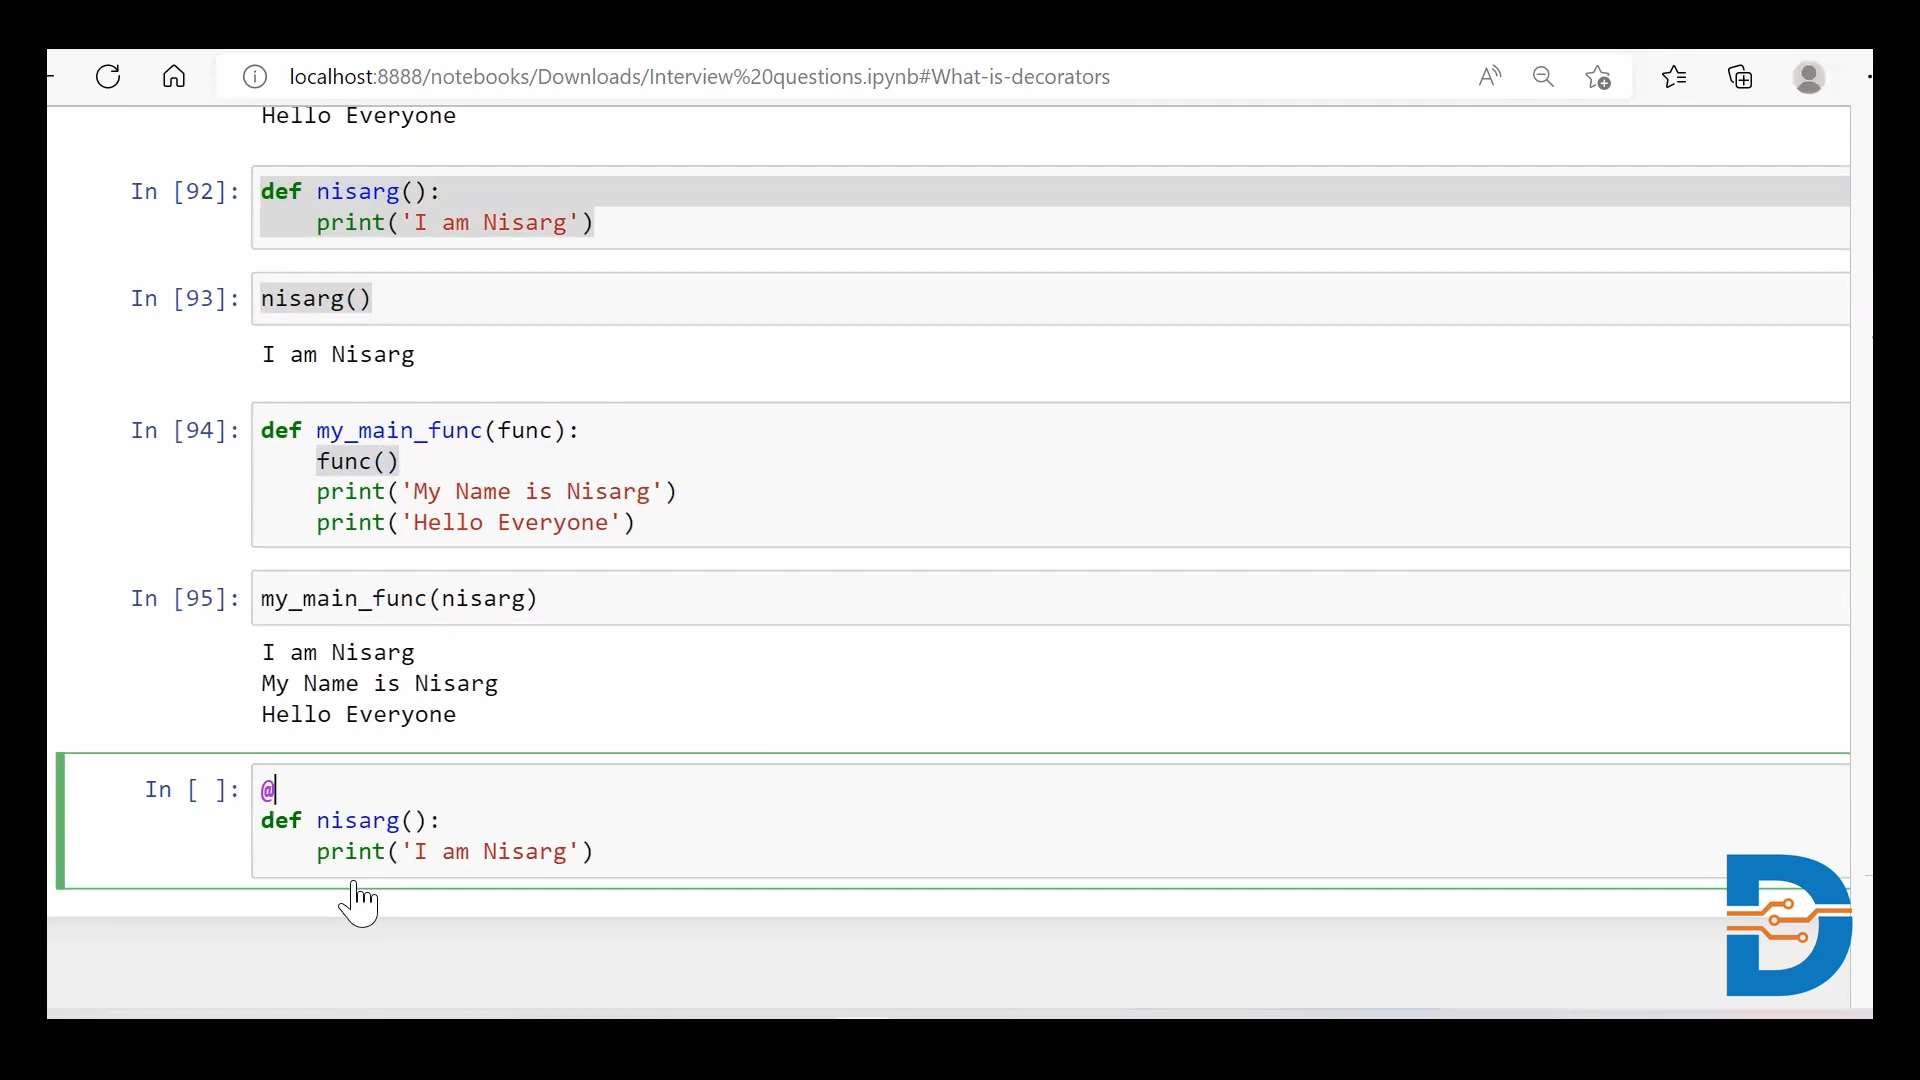 localhost:8888/notebooks/Downloads/Interview%20questions.ipynb#What-is-decorators
Hello Everyone
In [92]: def nisarg():
    print('I am Nisarg')
In [93]: nisarg()
I am Nisarg
In [94]: def my_main_func(func):
    func()
    print('My Name is Nisarg')
    print('Hello Everyone')
In [95]: my_main_func(nisarg)
I am Nisarg
My Name is Nisarg
Hello Everyone
In [ ]: @
def nisarg():
    print('I am Nisarg')